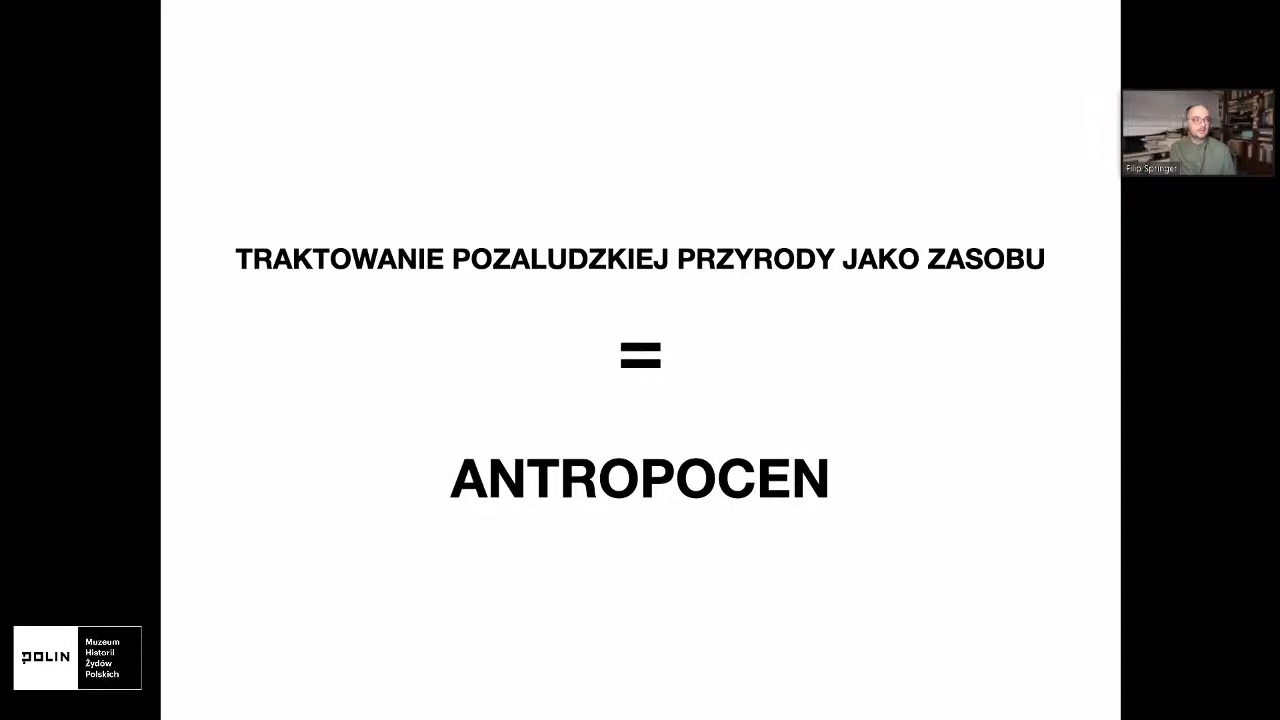 TRAKTOWANIE POZALUDZKIEJ PRZYRODY JAKO ZASOBU
=
ANTROPOCEN
Filip Springer
POLIN
Muzeum
Historii
Żydów
Polskich